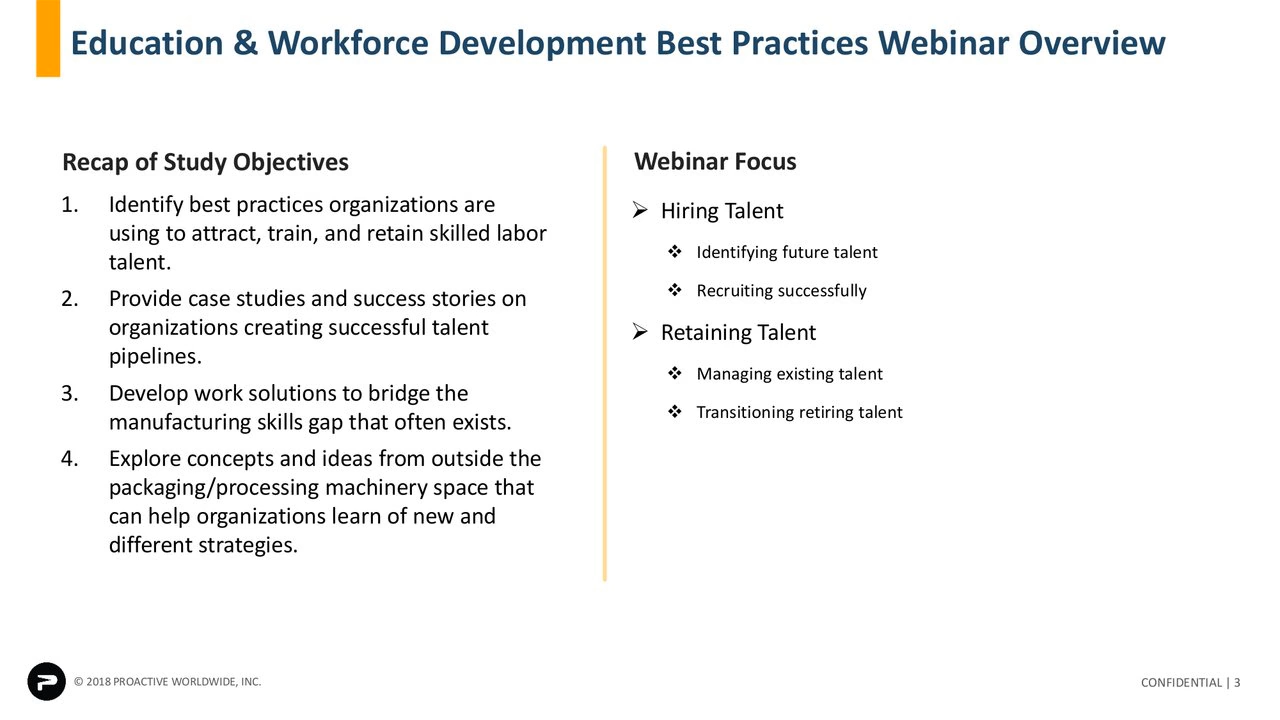 Education & Workforce Development Best Practices Webinar Overview
Recap of Study Objectives
1. Identify best practices organizations are
using to attract, train, and retain skilled labor
talent.
2. Provide case studies and success stories on
organizations creating successful talent
pipelines.
3. Develop work solutions to bridge the
manufacturing skills gap that often exists.
4. Explore concepts and ideas from outside the
packaging/processing machinery space that
can help organizations learn of new and
different strategies.
Webinar Focus
➢ Hiring Talent
❖ Identifying future talent
❖ Recruiting successfully
➢ Retaining Talent
❖ Managing existing talent
❖ Transitioning retiring talent
© 2018 PROACTIVE WORLDWIDE, INC.
CONFIDENTIAL | 3